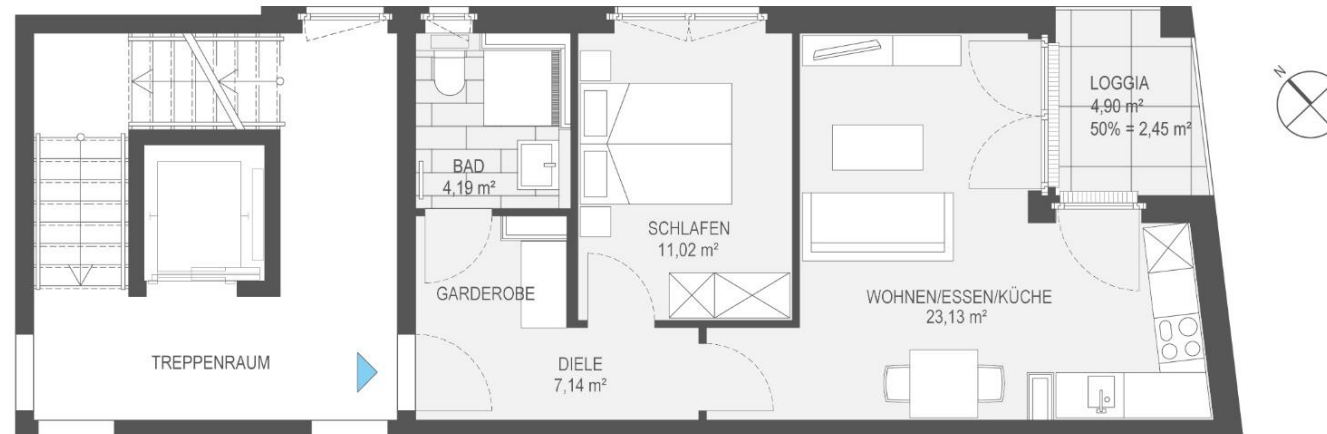 N
LOGGIA
4,90 m²
50% = 2,45 m²
BAD
4,19 m²
SCHLAFEN
11,02 m²
GARDEROBE
WOHNEN/ESSEN/KÜCHE
23,13 m²
TREPPENRAUM
DIELE
7,14 m²